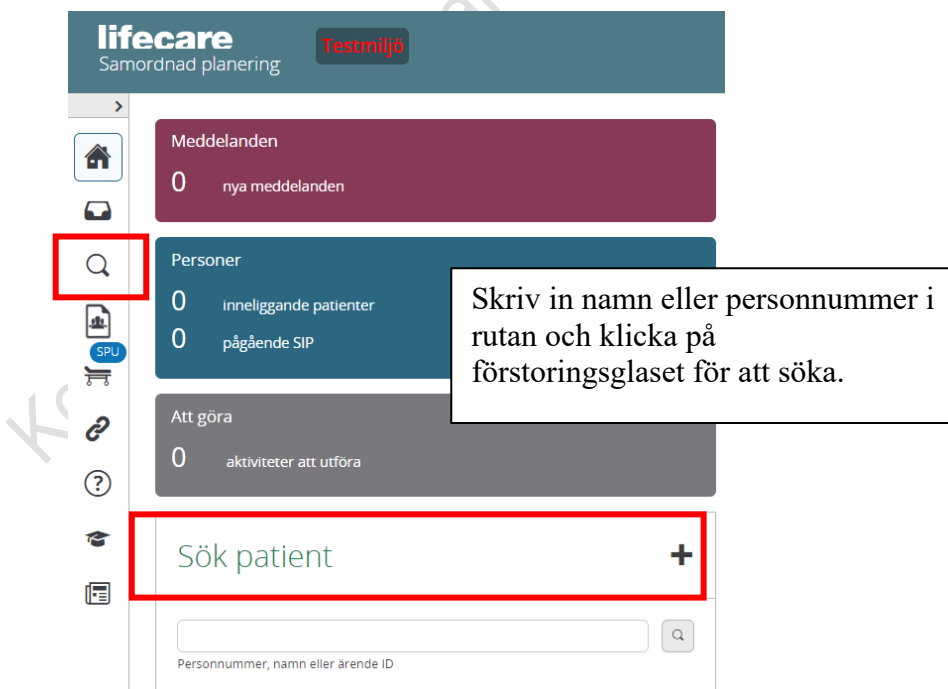 lifecare
Samordnad planering
Testmiljö
Meddelanden
0 nya meddelanden
Personer
0 inneliggande patienter
0 pågående SIP
Skriv in namn eller personnummer i
rutan och klicka på
förstoringsglaset för att söka.
SPU
Att göra
0 aktiviteter att utföra
Sök patient
Personnummer, namn eller ärende ID